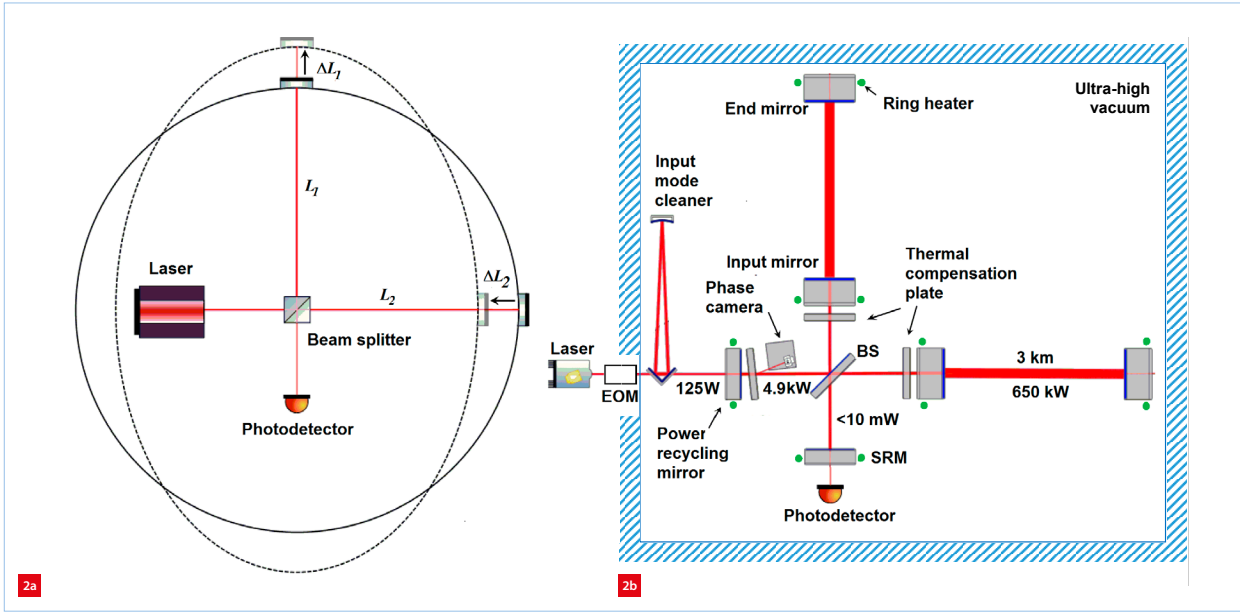 ΔL1
L1
Laser
ΔL2
L2
Beam splitter
Photodetector
2a
Ultra-high
vacuum
End mirror
Ring heater
Input
mode
cleaner
Input mirror
Phase
camera
Thermal
compensation
plate
Laser
EOM
125W
4.9kW
BS
3 km
650 kW
<10 mW
Power
recycling
mirror
SRM
Photodetector
2b